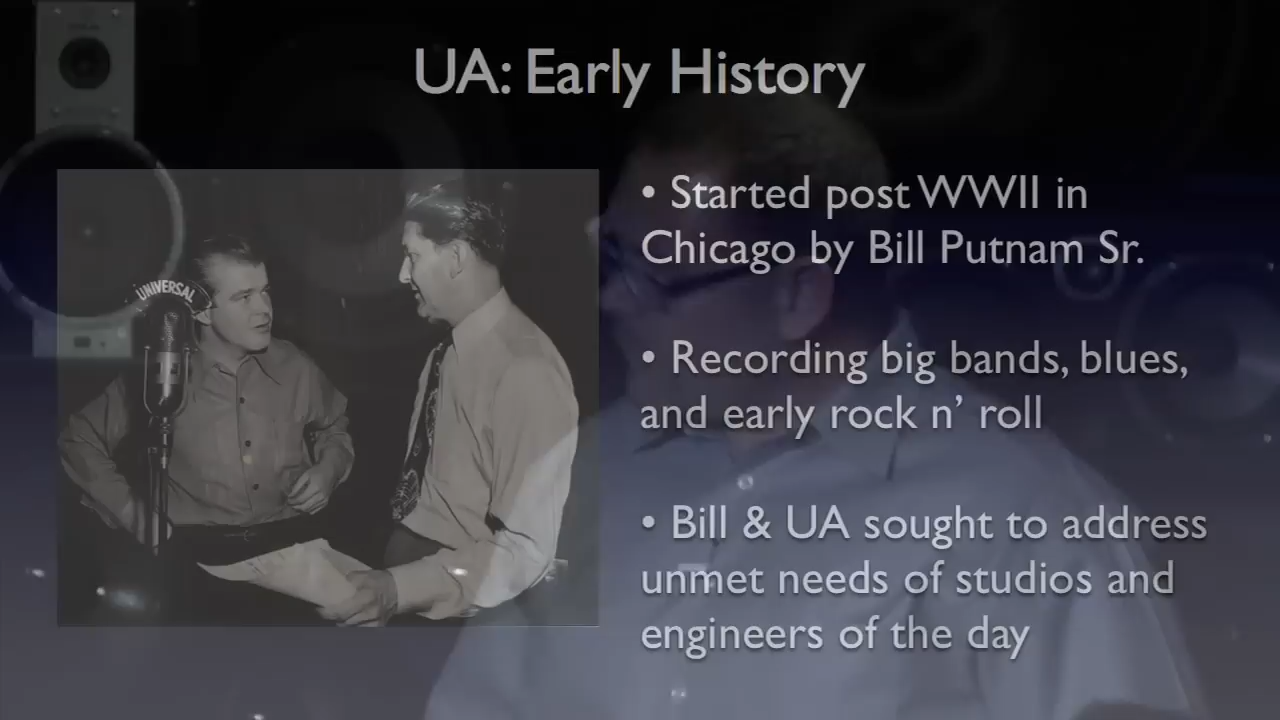 UA: Early History
UNIVERSAL
• Started post WWII in
Chicago by Bill Putnam Sr.
• Recording big bands, blues,
and early rock n’ roll
• Bill & UA sought to address
unmet needs of studios and
engineers of the day